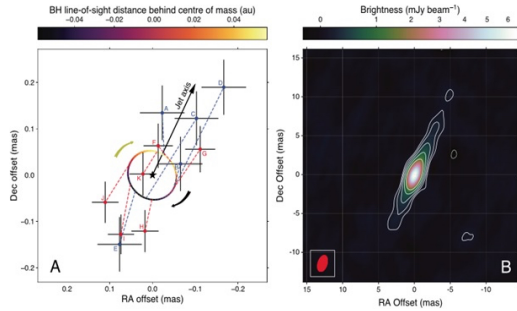 BH line-of-sight distance behind centre of mass (au)
-0.04 -0.02 0.00 0.02 0.04
Brightness (mJy beam⁻¹)
0 1 2 3 4 5 6
Dec Offset (mas)
0.2
0.1
0.0
−0.1
−0.2
D
A
C
Jet axis
F
G
K
J
E
H
A
0.2 0.1 0.0 −0.1 −0.2
RA offset (mas)
Dec Offset (mas)
15
10
5
0
−5
−10
B
15 10 5 0 −5 −10
RA Offset (mas)